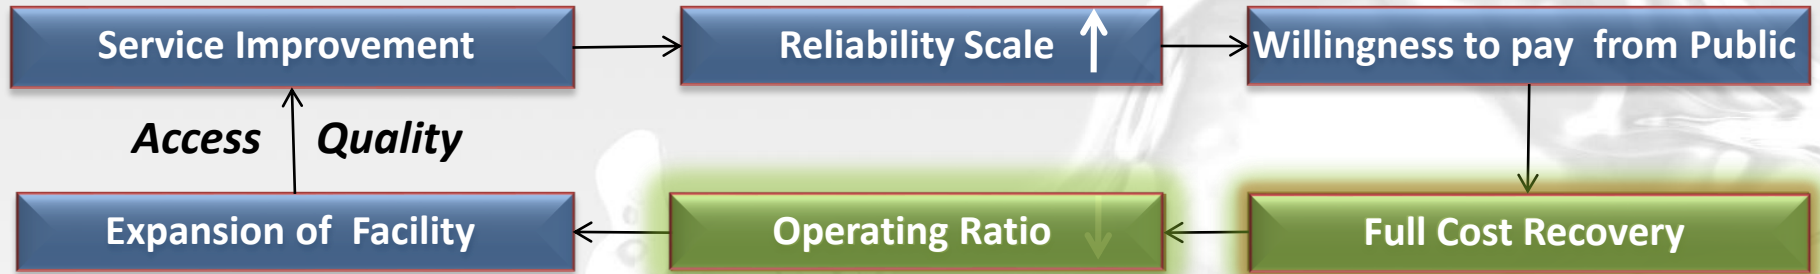 Service Improvement
Reliability Scale
Willingness to pay from Public
Access Quality
Expansion of Facility
Operating Ratio
Full Cost Recovery